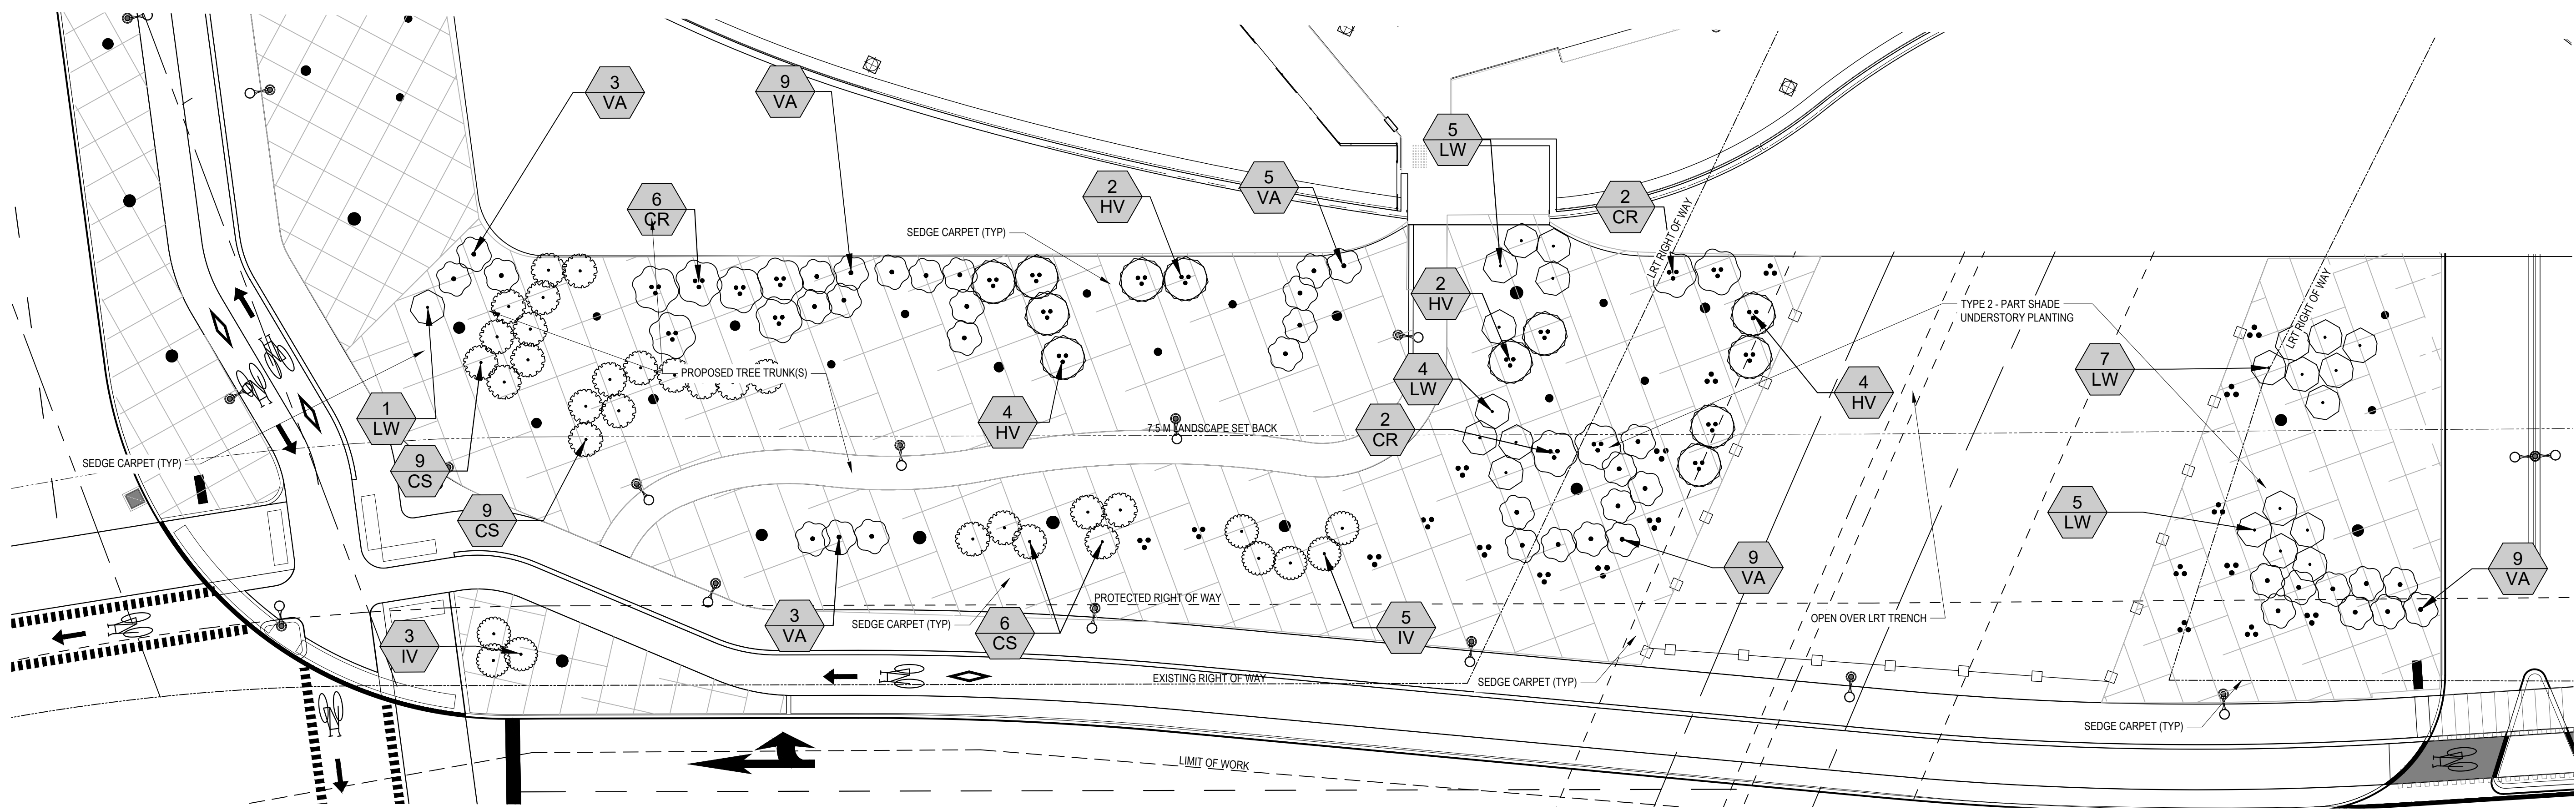 3
VA
9
VA
5
LW
6
CR
2
HV
5
VA
2
CR
LRT RIGHT OF WAY
SEDGE CARPET (TYP)
2
HV
TYPE 2 - PART SHADE
UNDERSTORY PLANTING
LRT RIGHT OF WAY
PROPOSED TREE TRUNK(S)
4
LW
7
LW
1
LW
4
HV
4
HV
2
CR
7.5 M LANDSCAPE SET BACK
SEDGE CARPET (TYP)
9
CS
9
CS
5
LW
9
VA
9
VA
PROTECTED RIGHT OF WAY
3
VA
SEDGE CARPET (TYP)
6
CS
5
IV
OPEN OVER LRT TRENCH
3
IV
EXISTING RIGHT OF WAY
SEDGE CARPET (TYP)
SEDGE CARPET (TYP)
LIMIT OF WORK